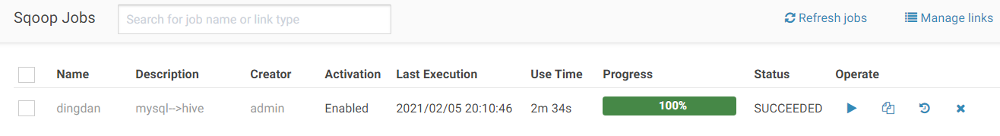 Sqoop Jobs Search for job name or link type Refresh jobs Manage links
Name Description Creator Activation Last Execution Use Time Progress Status Operate
dingdan mysql-->hive admin Enabled 2021/02/05 20:10:46 2m 34s 100% SUCCEEDED